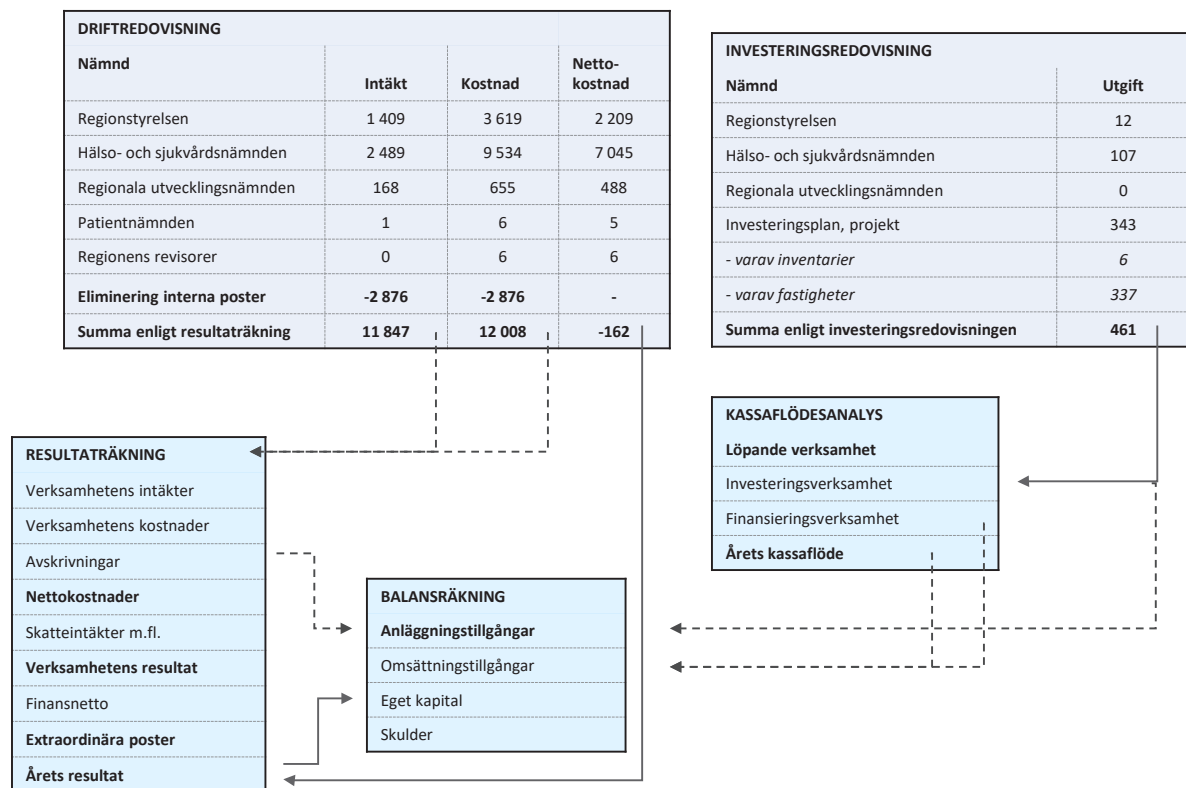 DRIFTREDOVISNING
Nämnd Intäkt Kostnad Netto-
kostnad
Regionstyrelsen 1 409 3 619 2 209
Hälso- och sjukvårdsnämnden 2 489 9 534 7 045
Regionala utvecklingsnämnden 168 655 488
Patientnämnden 1 6 5
Regionens revisorer 0 6 6
Eliminering interna poster -2 876 -2 876 -
Summa enligt resultaträkning 11 847 12 008 -162
INVESTERINGSREDOVISNING
Nämnd Utgift
Regionstyrelsen 12
Hälso- och sjukvårdsnämnden 107
Regionala utvecklingsnämnden 0
Investeringsplan, projekt 343
- varav inventarier 6
- varav fastigheter 337
Summa enligt investeringsredovisningen 461
KASSAFLÖDESANALYS
Löpande verksamhet
Investeringsverksamhet
Finansieringsverksamhet
Årets kassaflöde
RESULTATRÄKNING
Verksamhetens intäkter
Verksamhetens kostnader
Avskrivningar
Nettokostnader
Skatteintäkter m.fl.
Verksamhetens resultat
Finansnetto
Extraordinära poster
Årets resultat
BALANSRÄKNING
Anläggningstillgångar
Omsättningstillgångar
Eget kapital
Skulder